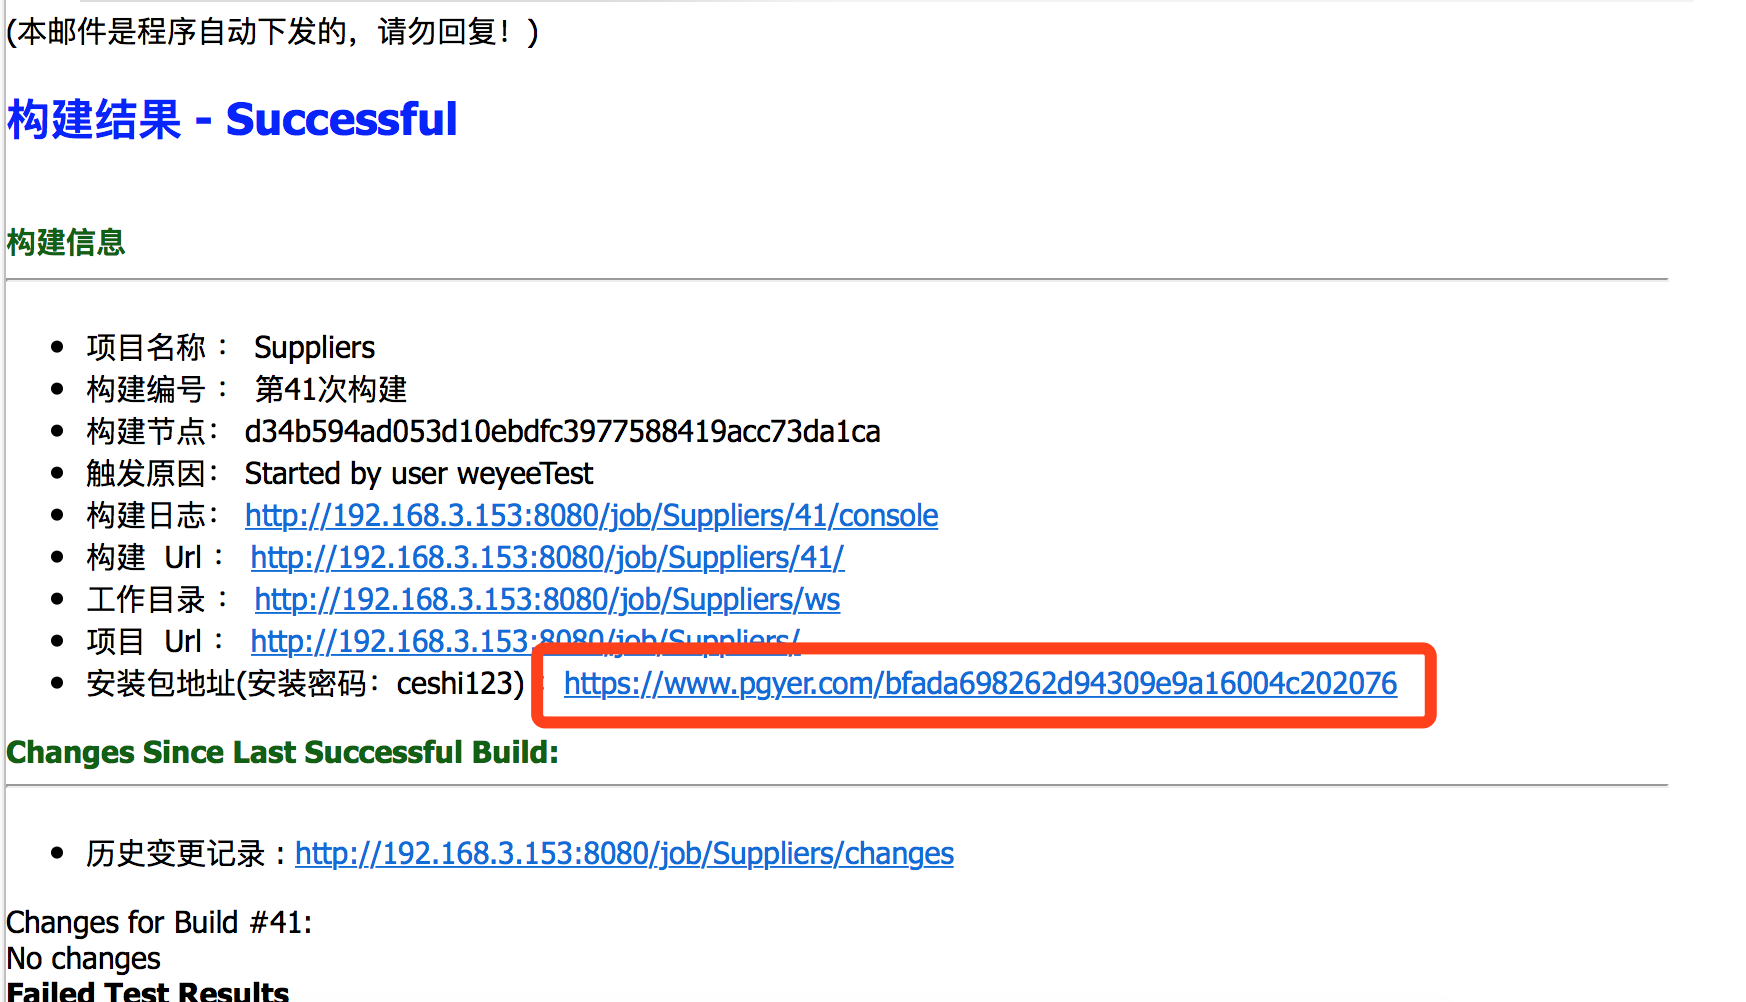 (本邮件是程序自动下发的，请勿回复！)
构建结果 - Successful
构建信息
项目名称： Suppliers
构建编号： 第41次构建
构建节点： d34b594ad053d10ebdfc3977588419acc73da1ca
触发原因： Started by user weyeeTest
构建日志： http://192.168.3.153:8080/job/Suppliers/41/console
构建 Url： http://192.168.3.153:8080/job/Suppliers/41/
工作目录： http://192.168.3.153:8080/job/Suppliers/ws
项目 Url： http://192.168.3.153:8080/job/Suppliers/
安装包地址(安装密码：ceshi123)： https://www.pgyer.com/bfada698262d94309e9a16004c202076
Changes Since Last Successful Build:
历史变更记录 : http://192.168.3.153:8080/job/Suppliers/changes
Changes for Build #41:
No changes
Failed Test Results